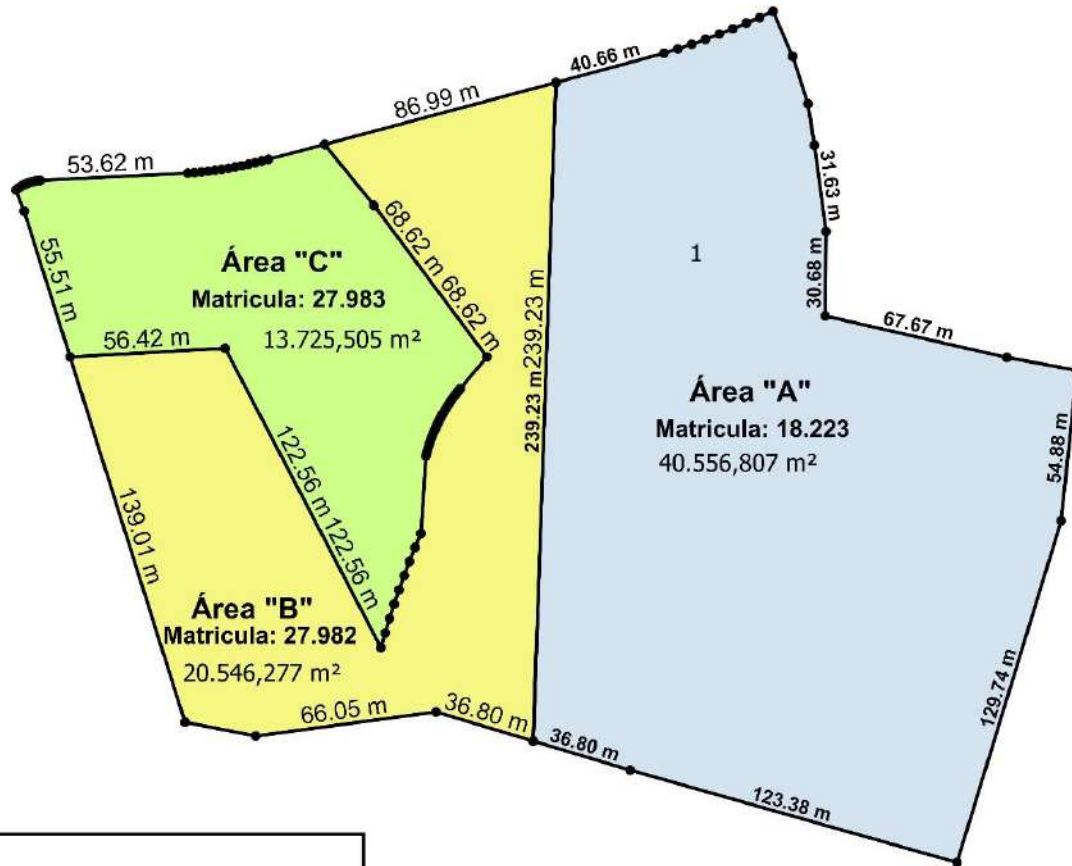 40.66 m
86.99 m
53.62 m
31.63 m
68.62 m
68.62 m
55.51 m
Área "C"
Matricula: 27.983
13.725,505 m²
1
30.68 m
67.67 m
56.42 m
239.23 m
239.23 m
Área "A"
Matricula: 18.223
40.556,807 m²
54.88 m
122.56 m
122.56 m
139.01 m
Área "B"
Matricula: 27.982
20.546,277 m²
129.74 m
66.05 m
36.80 m
36.80 m
123.38 m